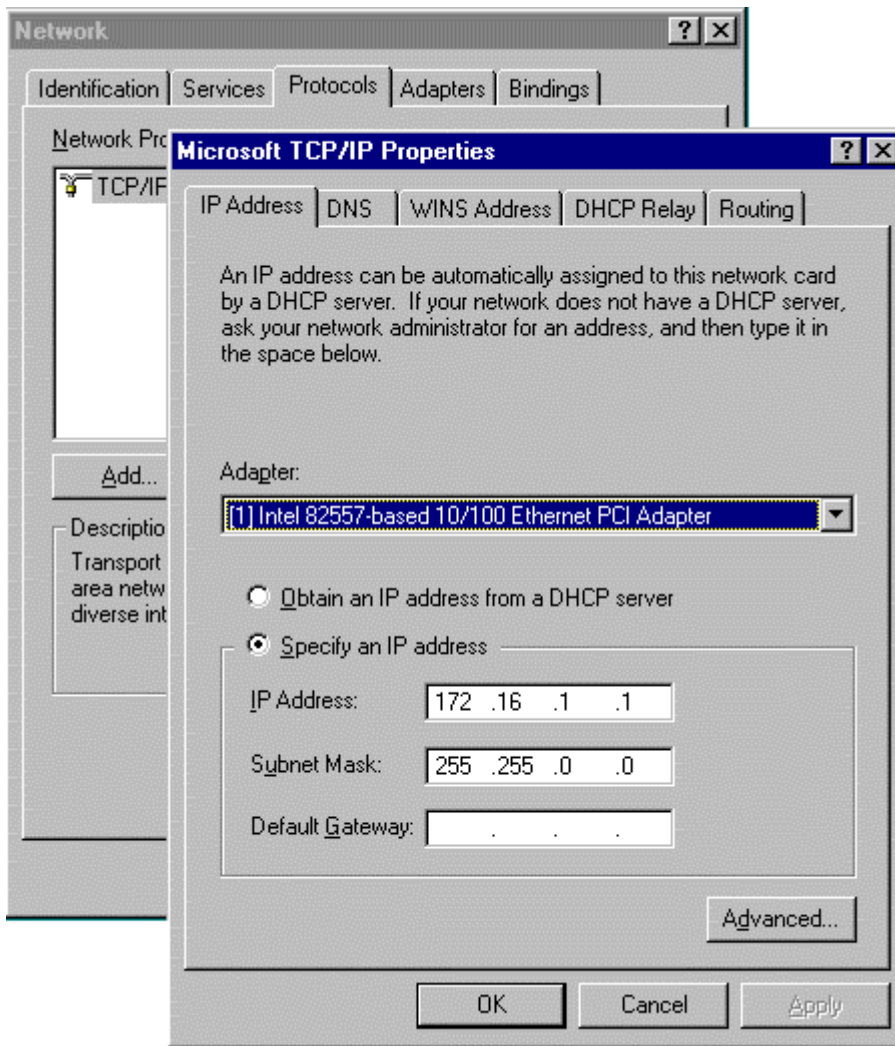 Network
Identification Services Protocols Adapters Bindings
Network
TCP/IP
Add...
Transport
area
diverse
Microsoft TCP/IP Properties
IP Address DNS WINS Address DHCP Relay Routing
An IP address can be automatically assigned to this network card
by a DHCP server. If your network does not have a DHCP server,
ask your network administrator for an address, and then type it in
the space below.
Adapter:
[1] Intel 82557-based 10/100 Ethernet PCI Adapter
Obtain an IP address from a DHCP server
Specify an IP address
IP Address: 172 .16 .1 .1
Subnet Mask: 255 .255 .0 .0
Default Gateway: . . .
Advanced...
OK Cancel Apply